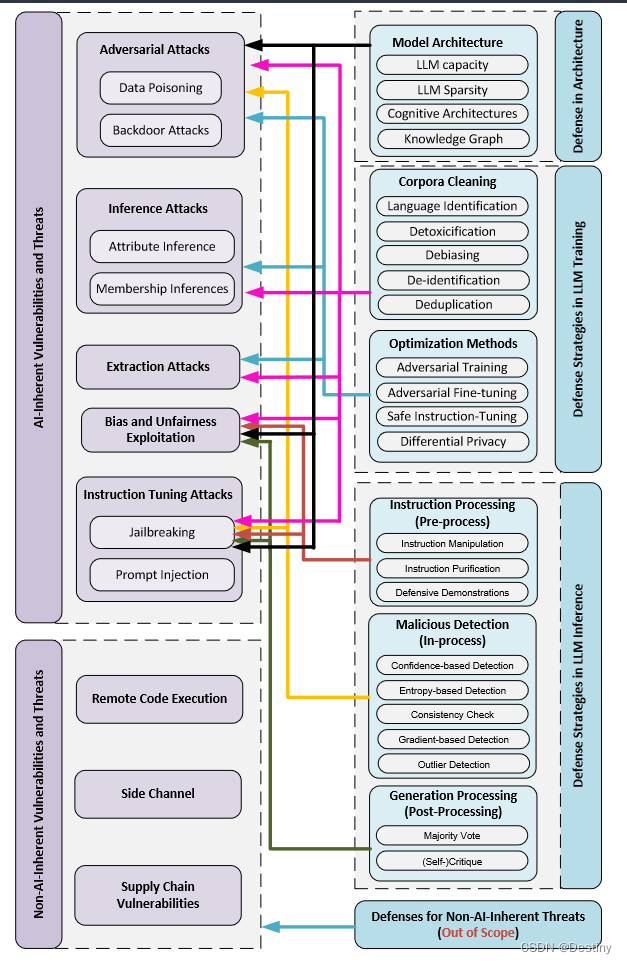 AI-Inherent Vulnerabilities and Threats
Adversarial Attacks
Data Poisoning
Backdoor Attacks
Inference Attacks
Attribute Inference
Membership Inferences
Extraction Attacks
Bias and Unfairness
Exploitation
Instruction Tuning Attacks
Jailbreaking
Prompt Injection
Non-AI-Inherent Vulnerabilities and Threats
Remote Code Execution
Side Channel
Supply Chain
Vulnerabilities
Model Architecture
LLM capacity
LLM Sparsity
Cognitive Architectures
Knowledge Graph
Defense in Architecture
Corpora Cleaning
Language Identification
Detoxicification
Debiasing
De-identification
Deduplication
Optimization Methods
Adversarial Training
Adversarial Fine-tuning
Safe Instruction-Tuning
Differential Privacy
Defense Strategies in LLM Training
Instruction Processing
(Pre-process)
Instruction Manipulation
Instruction Purification
Defensive Demonstrations
Malicious Detection
(In-process)
Confidence-based Detection
Entropy-based Detection
Consistency Check
Gradient-based Detection
Outlier Detection
Generation Processing
(Post-Processing)
Majority Vote
(Self-)Critique
Defense Strategies in LLM Inference
Defenses for Non-AI-Inherent Threats
(Out of Scope)
CSDN @Destiny